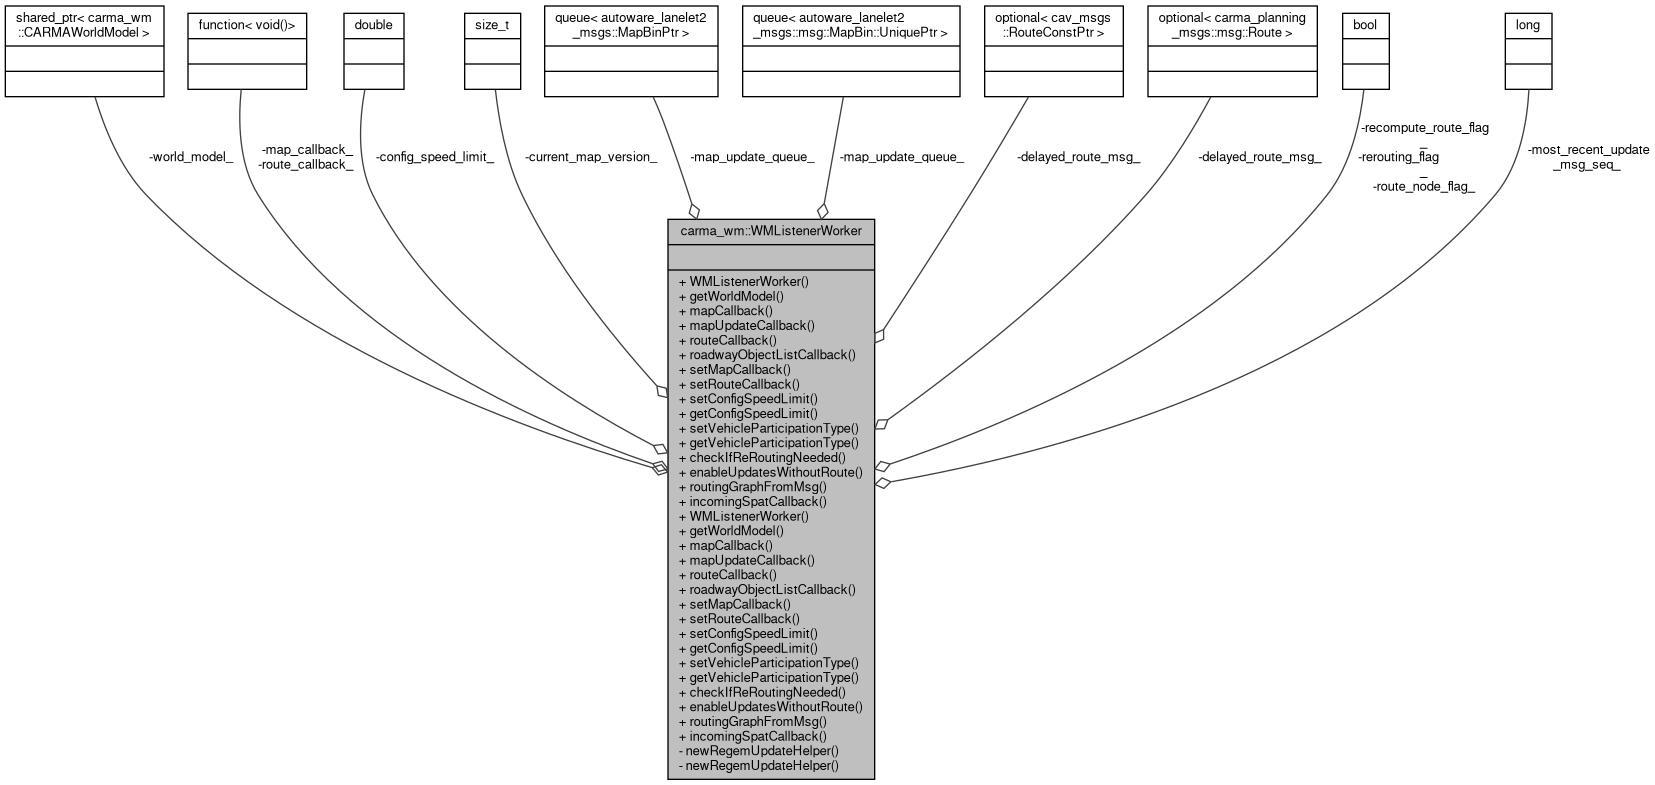 shared_ptr< carma_wm
::CARMAWorldModel >
function< void()>
double
size_t
queue< autoware_lanelet2
_msgs::MapBinPtr >
queue< autoware_lanelet2
_msgs::msg::MapBin::UniquePtr >
optional< cav_msgs
::RouteConstPtr >
optional< carma_planning
_msgs::msg::Route >
bool
long
-world_model_
-map_callback_
-route_callback_
-config_speed_limit_
-current_map_version_
-map_update_queue_
-map_update_queue_
-delayed_route_msg_
-delayed_route_msg_
-recompute_route_flag
_
-rerouting_flag
_
-route_node_flag_
-most_recent_update
_msg_seq_
carma_wm::WMListenerWorker
+ WMListenerWorker()
+ getWorldModel()
+ mapCallback()
+ mapUpdateCallback()
+ routeCallback()
+ roadwayObjectListCallback()
+ setMapCallback()
+ setRouteCallback()
+ setConfigSpeedLimit()
+ getConfigSpeedLimit()
+ setVehicleParticipationType()
+ getVehicleParticipationType()
+ checkIfReRoutingNeeded()
+ enableUpdatesWithoutRoute()
+ routingGraphFromMsg()
+ incomingSpatCallback()
+ WMListenerWorker()
+ getWorldModel()
+ mapCallback()
+ mapUpdateCallback()
+ routeCallback()
+ roadwayObjectListCallback()
+ setMapCallback()
+ setRouteCallback()
+ setConfigSpeedLimit()
+ getConfigSpeedLimit()
+ setVehicleParticipationType()
+ getVehicleParticipationType()
+ checkIfReRoutingNeeded()
+ enableUpdatesWithoutRoute()
+ routingGraphFromMsg()
+ incomingSpatCallback()
- newRegemUpdateHelper()
- newRegemUpdateHelper()